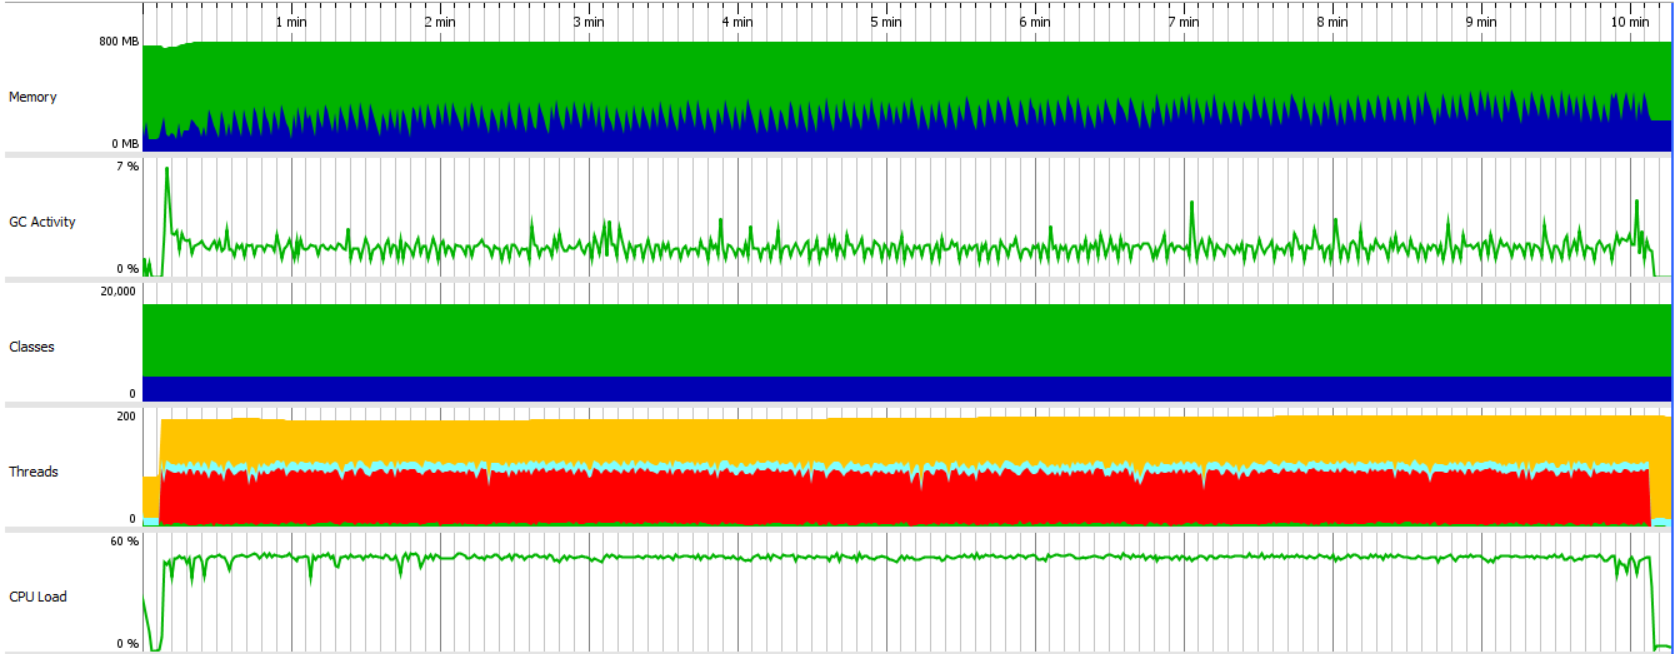 1 min 2 min 3 min 4 min 5 min 6 min 7 min 8 min 9 min 10 min
800 MB
Memory
0 MB
7 %
GC Activity
0 %
20,000
Classes
0
200
Threads
0
60 %
CPU Load
0 %